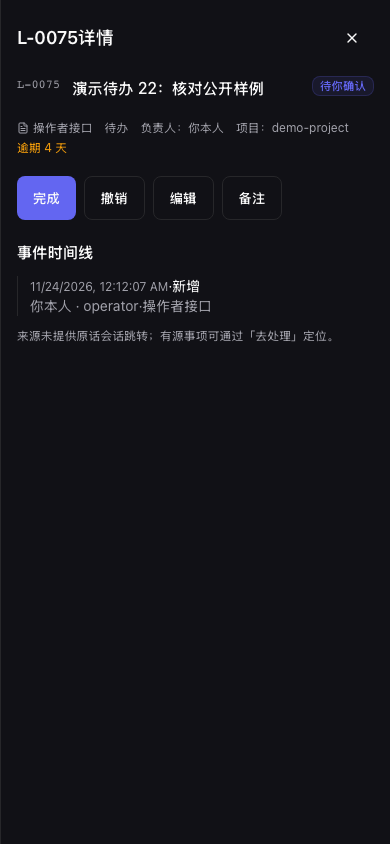 L-0075详情
L-0075 演示待办 22：核对公开样例 待你确认
操作者接口 待办 负责人：你本人 项目：demo-project
逾期 4 天
完成 撤销 编辑 备注
事件时间线
11/24/2026, 12:12:07 AM·新增
你本人 · operator·操作者接口
来源未提供原话会话跳转；有源事项可通过「去处理」定位。